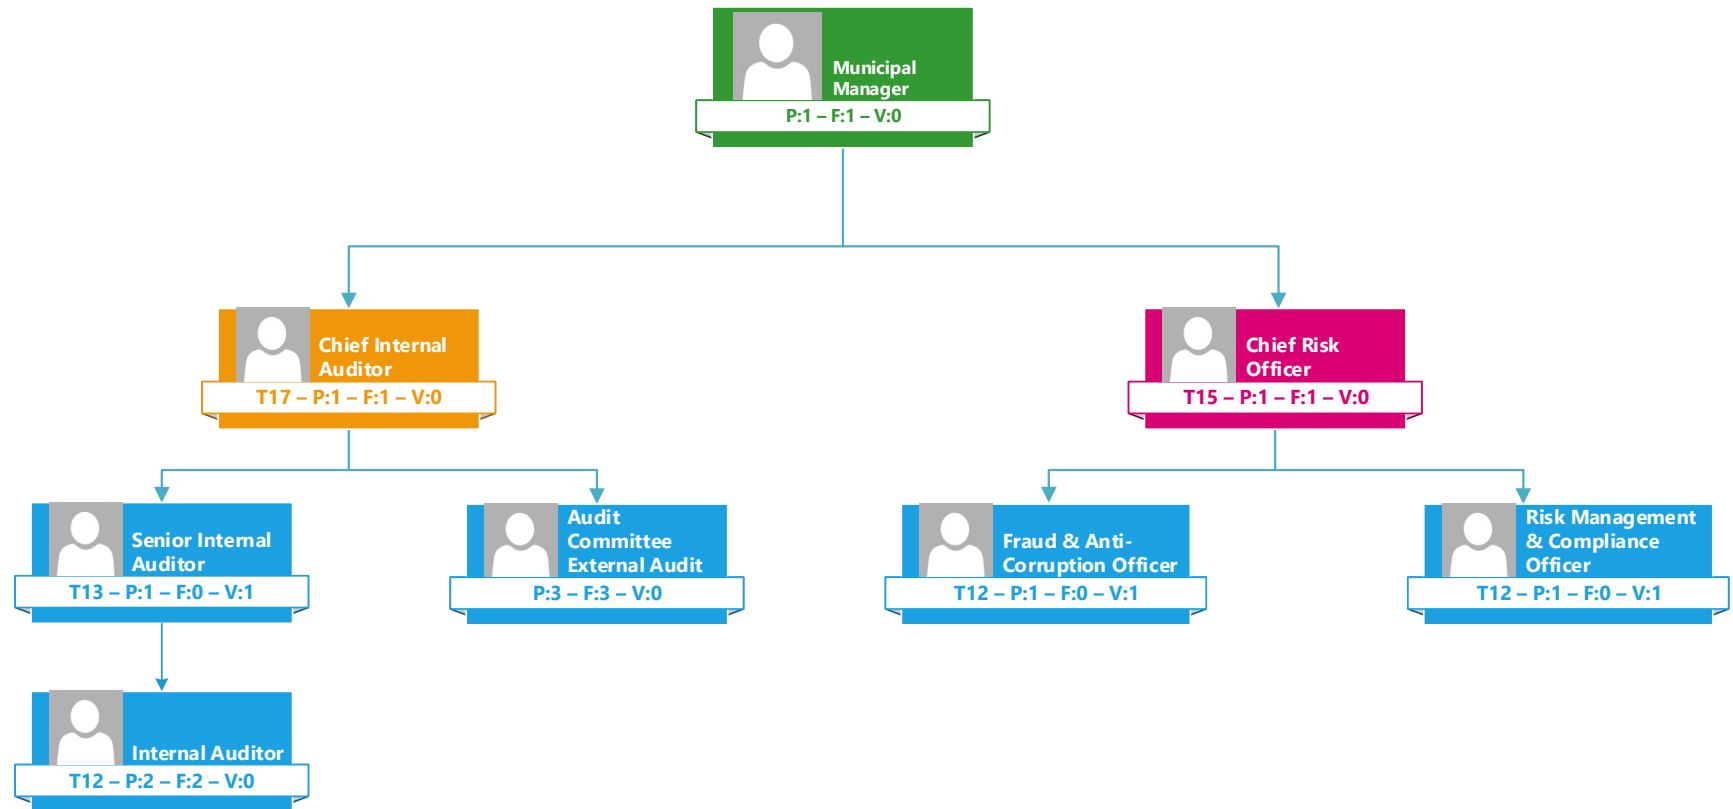 Municipal
Manager
P:1 – F:1 – V:0
Chief Internal
Auditor
T17 – P:1 – F:1 – V:0
Chief Risk
Officer
T15 – P:1 – F:1 – V:0
Senior Internal
Auditor
T13 – P:1 – F:0 – V:1
Audit
Committee
External Audit
P:3 – F:3 – V:0
Fraud & Anti-
Corruption Officer
T12 – P:1 – F:0 – V:1
Risk Management
& Compliance
Officer
T12 – P:1 – F:0 – V:1
Internal Auditor
T12 – P:2 – F:2 – V:0